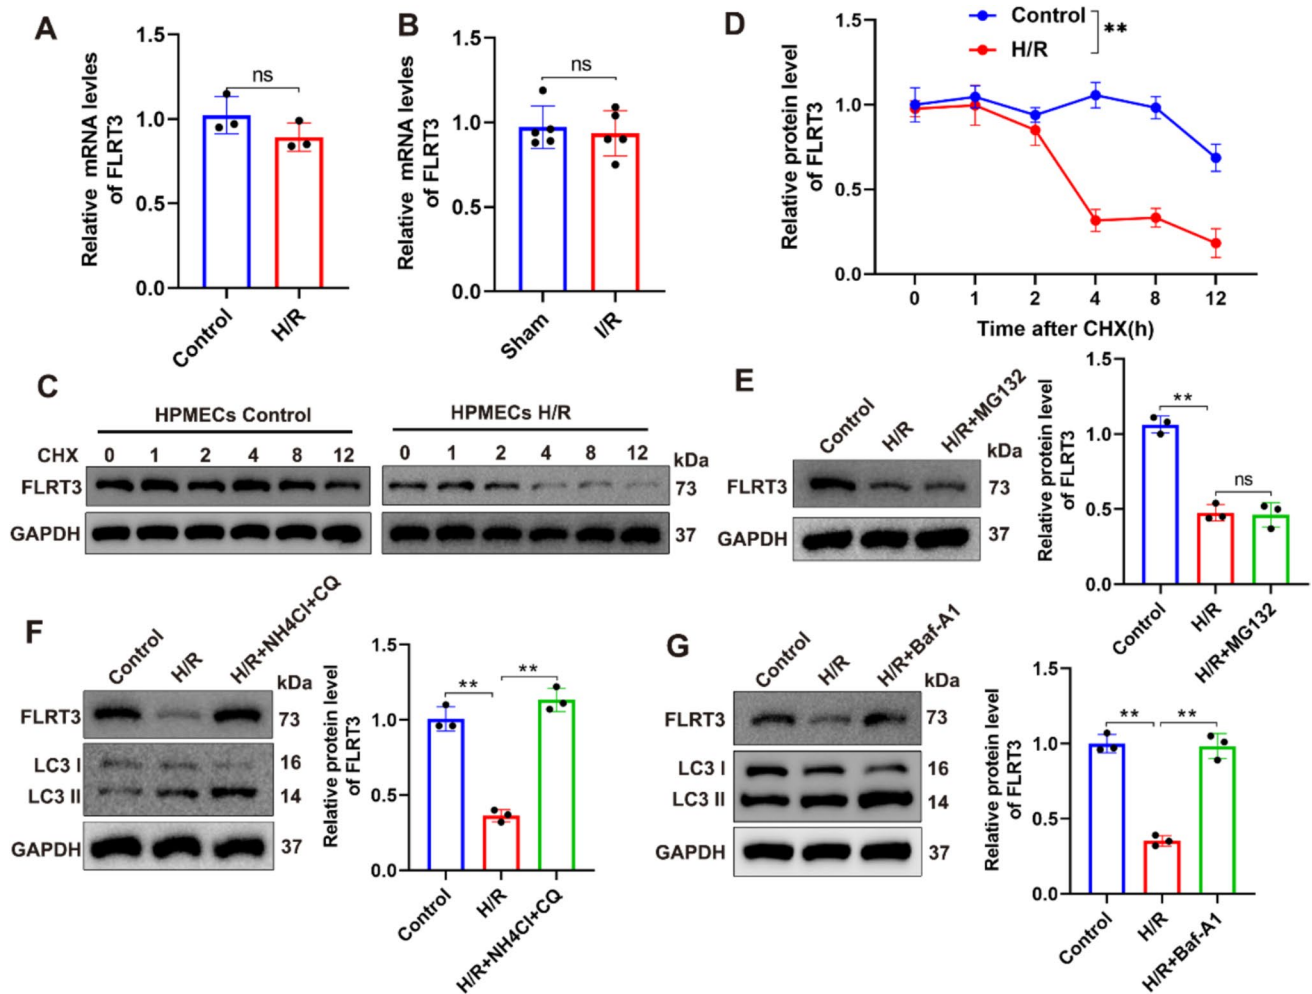 A
Relative mRNA levles
of FLRT3
1.5
1.0
0.5
0.0
ns
Control
H/R
B
Relative mRNA levles
of FLRT3
1.5
1.0
0.5
0.0
ns
Sham
I/R
D
Control
H/R
**
Relative protein level
of FLRT3
1.5
1.0
0.5
0.0
0 1 2 4 8 12
Time after CHX(h)
C
HPMECs Control
HPMECs H/R
CHX 0 1 2 4 8 12 0 1 2 4 8 12 kDa
FLRT3 73
GAPDH 37
E
Control
H/R
H/R+MG132
kDa
FLRT3 73
GAPDH 37
Relative protein level
of FLRT3
1.5
1.0
0.5
0.0
**
ns
Control
H/R
H/R+MG132
F
Control
H/R
H/R+NH4Cl+CQ
kDa
FLRT3 73
LC3 I 16
LC3 II 14
GAPDH 37
Relative protein level
of FLRT3
1.5
1.0
0.5
0.0
**
**
Control
H/R
H/R+NH4Cl+CQ
G
Control
H/R
H/R+Baf-A1
kDa
FLRT3 73
LC3 I 16
LC3 II 14
GAPDH 37
Relative protein level
of FLRT3
1.5
1.0
0.5
0.0
**
**
Control
H/R
H/R+Baf-A1